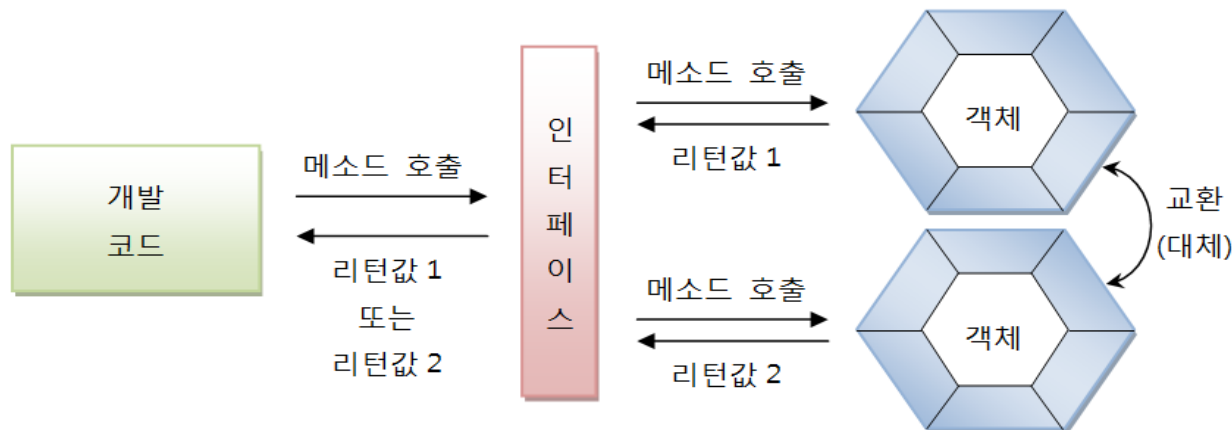 개발
코드
메소드 호출
리턴값 1
또는
리턴값 2
인
터
페
이
스
메소드 호출
리턴값 1
객체
메소드 호출
리턴값 2
객체
교환
(대체)